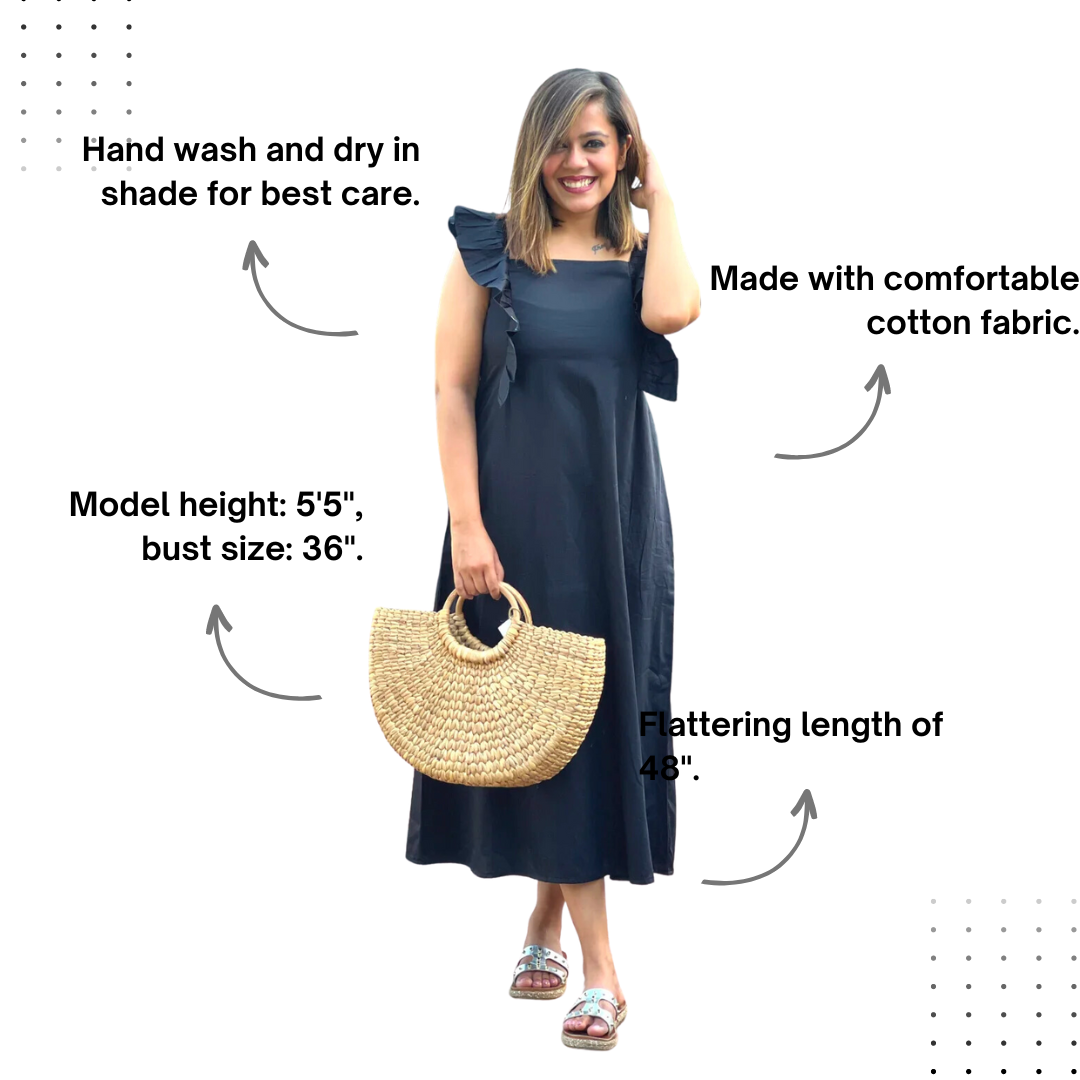 Hand wash and dry in
shade for best care.
Made with comfortable
cotton fabric.
Model height: 5'5",
bust size: 36".
Flattering length of
48".